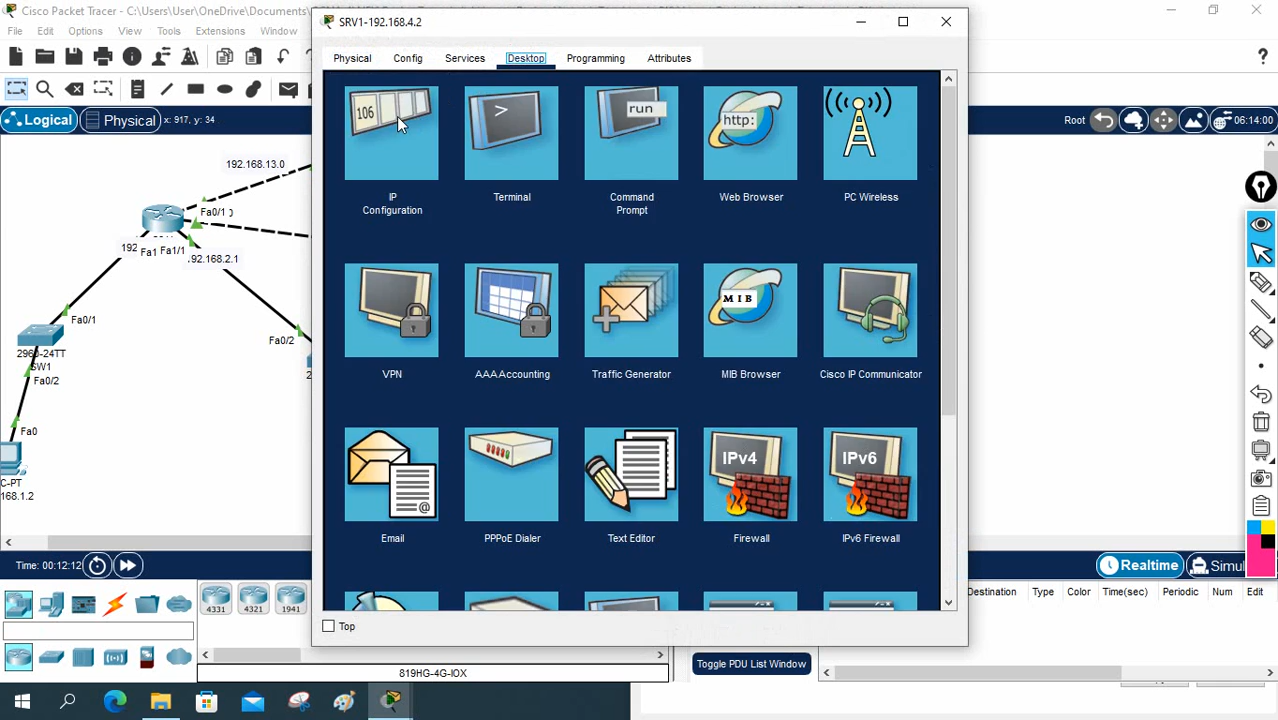 Cisco Packet Tracer - C:\Users\User\OneDrive\Documents\
SRV1-192.168.4.2
File Edit Options View Tools Extensions Window
Physical Config Services Desktop Programming Attributes
Logical Physical x: 917, y: 34
Root 06:14:00
106
>
run
http:
IP
Configuration
Terminal
Command
Prompt
Web Browser
PC Wireless
MIB
VPN
AAA Accounting
Traffic Generator
MIB Browser
Cisco IP Communicator
@
IPv4
IPv6
Email
PPPoE Dialer
Text Editor
Firewall
IPv6 Firewall
Top
192.168.13.0
Fa0/1
192
Fa1 Fa1/1
192.168.2.1
Fa0/1
Fa0/2
2960-24TT
SW1
Fa0/2
Fa0
C-PT
168.1.2
Time: 00:12:12
Realtime
Simul
4331 4321 1941
Destination Type Color Time(sec) Periodic Num Edit
819HG-4G-IOX
Toggle PDU List Window